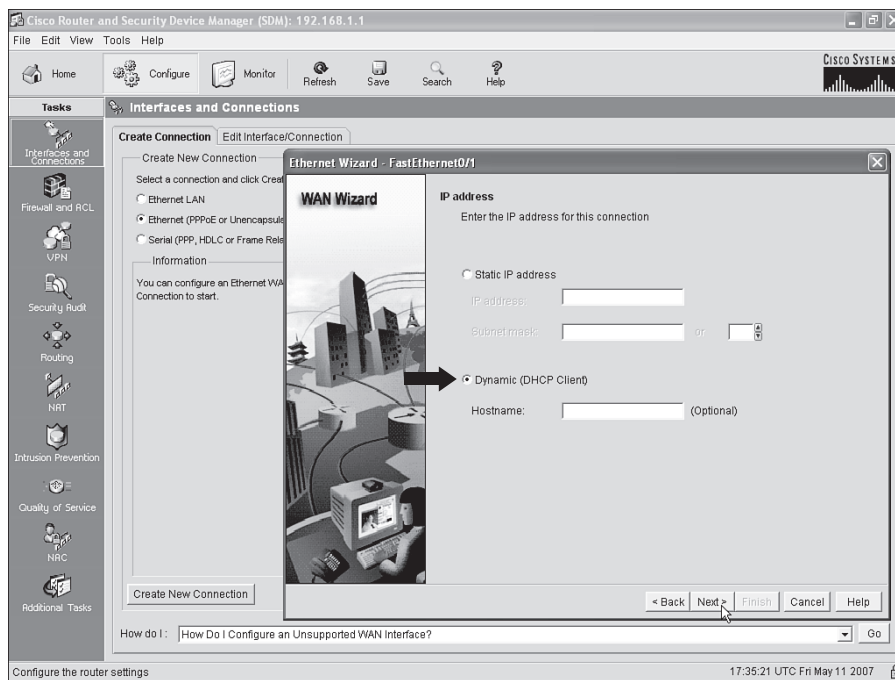 Cisco Router and Security Device Manager (SDM): 192.168.1.1
File Edit View Tools Help
Home Configure Monitor Refresh Save Search Help
CISCO SYSTEMS
Tasks
Interfaces and Connections
Interfaces and Connections
Firewall and ACL
VPN
Security Audit
Routing
NAT
Intrusion Prevention
Quality of Service
NAC
Additional Tasks
Create Connection Edit Interface/Connection
Create New Connection
Select a connection and click Creat
Ethernet LAN
Ethernet (PPPoE or Unencapsule
Serial (PPP, HDLC or Frame Rela
Information
You can configure an Ethernet WA
Connection to start.
Create New Connection
Ethernet Wizard - FastEthernet0/1
WAN Wizard
IP address
Enter the IP address for this connection
Static IP address
IP address:
Subnet mask: or
Dynamic (DHCP Client)
Hostname: (Optional)
< Back Next > Finish Cancel Help
How do I: How Do I Configure an Unsupported WAN Interface? Go
Configure the router settings 17:35:21 UTC Fri May 11 2007